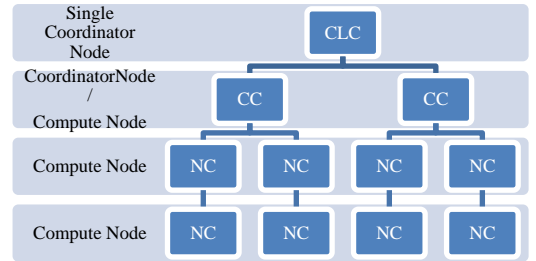 Single
Coordinator
Node
CLC
CoordinatorNode
/
Compute Node
CC CC
Compute Node NC NC NC NC
Compute Node NC NC NC NC